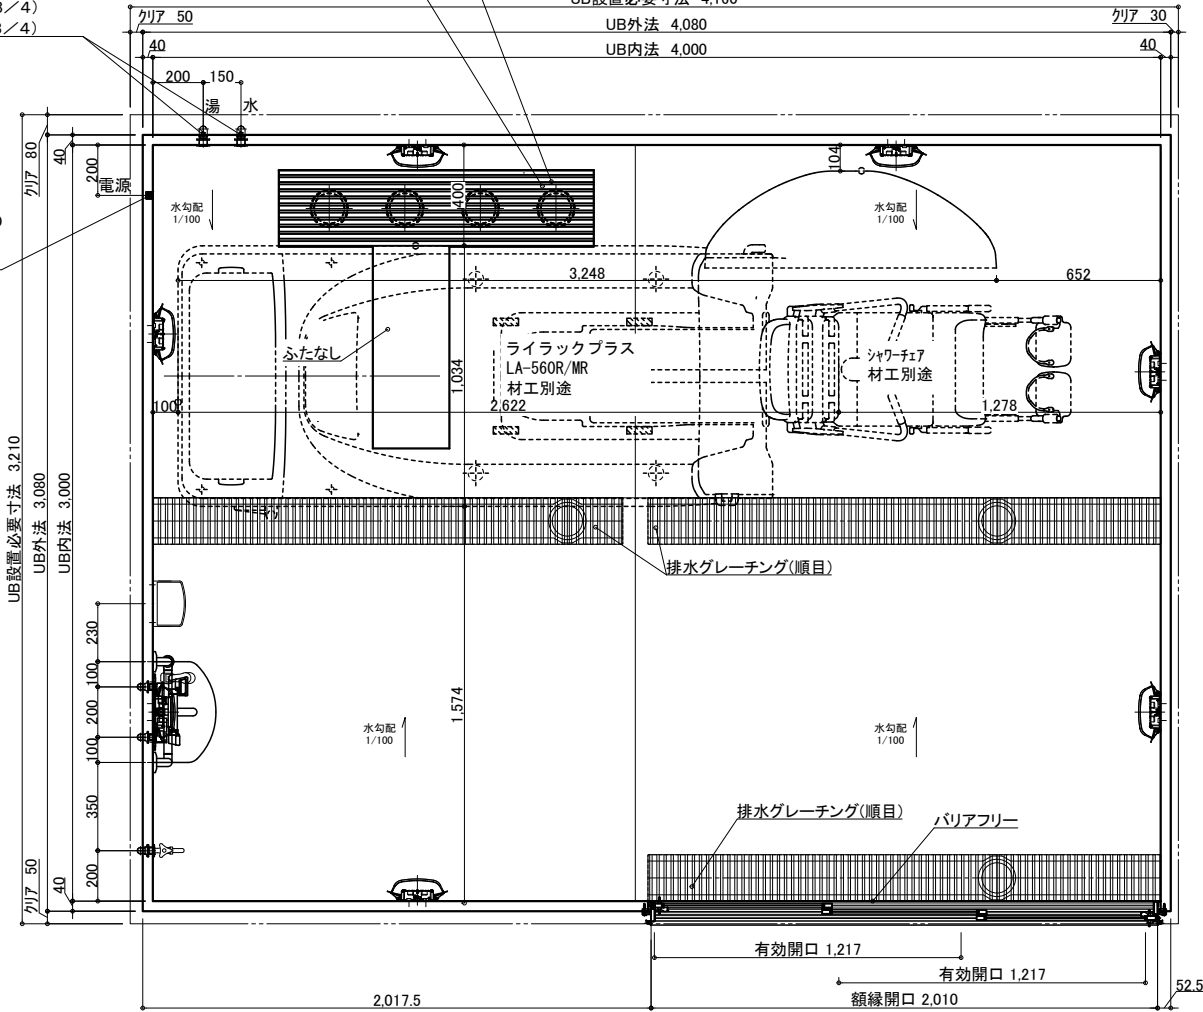 3／4)
3／4)
UB設置必要寸法 4,160
クリア 50
UB外法 4,080
クリア 30
40
UB内法 4,000
40
200
150
湯
水
クリア 80
40
200
電源
104
400
水勾配
1/100
水勾配
1/100
3,248
652
ふたなし
ライラックプラス
LA-560R/MR
材工別途
シャワーチェア
材工別途
1,034
100
2,622
1,278
UB設置必要寸法 3,210
UB外法 3,080
UB内法 3,000
排水グレーチング(順目)
230
100
200
100
350
200
1,574
水勾配
1/100
水勾配
1/100
排水グレーチング(順目)
バリアフリー
クリア 50
40
有効開口 1,217
有効開口 1,217
2,017.5
額縁開口 2,010
52.5